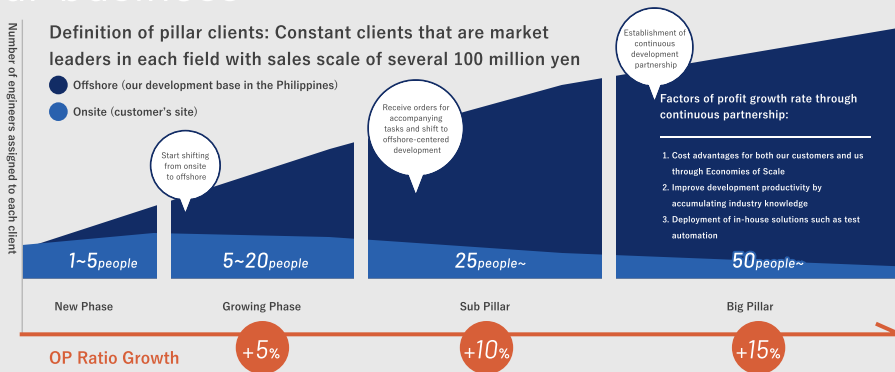 Definition of pillar clients: Constant clients that are market
leaders in each field with sales scale of several 100 million yen
Number of engineers assigned to each client
Offshore (our development base in the Philippines)
Onsite (customer's site)
Start shifting
from onsite
to offshore
Receive orders for
accompanying
tasks and shift to
offshore-centered
development
Establishment of
continuous
development
partnership
Factors of profit growth rate through
continuous partnership:
1. Cost advantages for both our customers and us
through Economies of Scale
2. Improve development productivity by
accumulating industry knowledge
3. Deployment of in-house solutions such as test
automation
1~5people
5~20people
25people~
50people~
New Phase
Growing Phase
Sub Pillar
Big Pillar
OP Ratio Growth
+5%
+10%
+15%